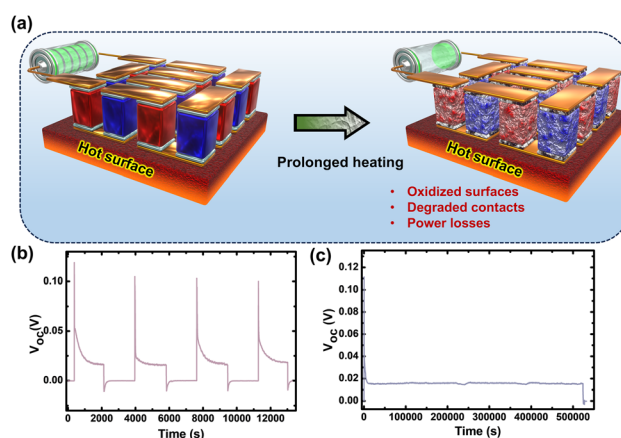 (a)
Hot surface
Prolonged heating
Hot surface
• Oxidized surfaces
• Degraded contacts
• Power losses
(b)
V_OC(V)
0.10
0.05
0.00
0 2000 4000 6000 8000 10000 12000
Time (s)
(c)
V_OC (V)
0.12
0.10
0.08
0.06
0.04
0.02
0.00
0 100000 200000 300000 400000 500000
Time (s)